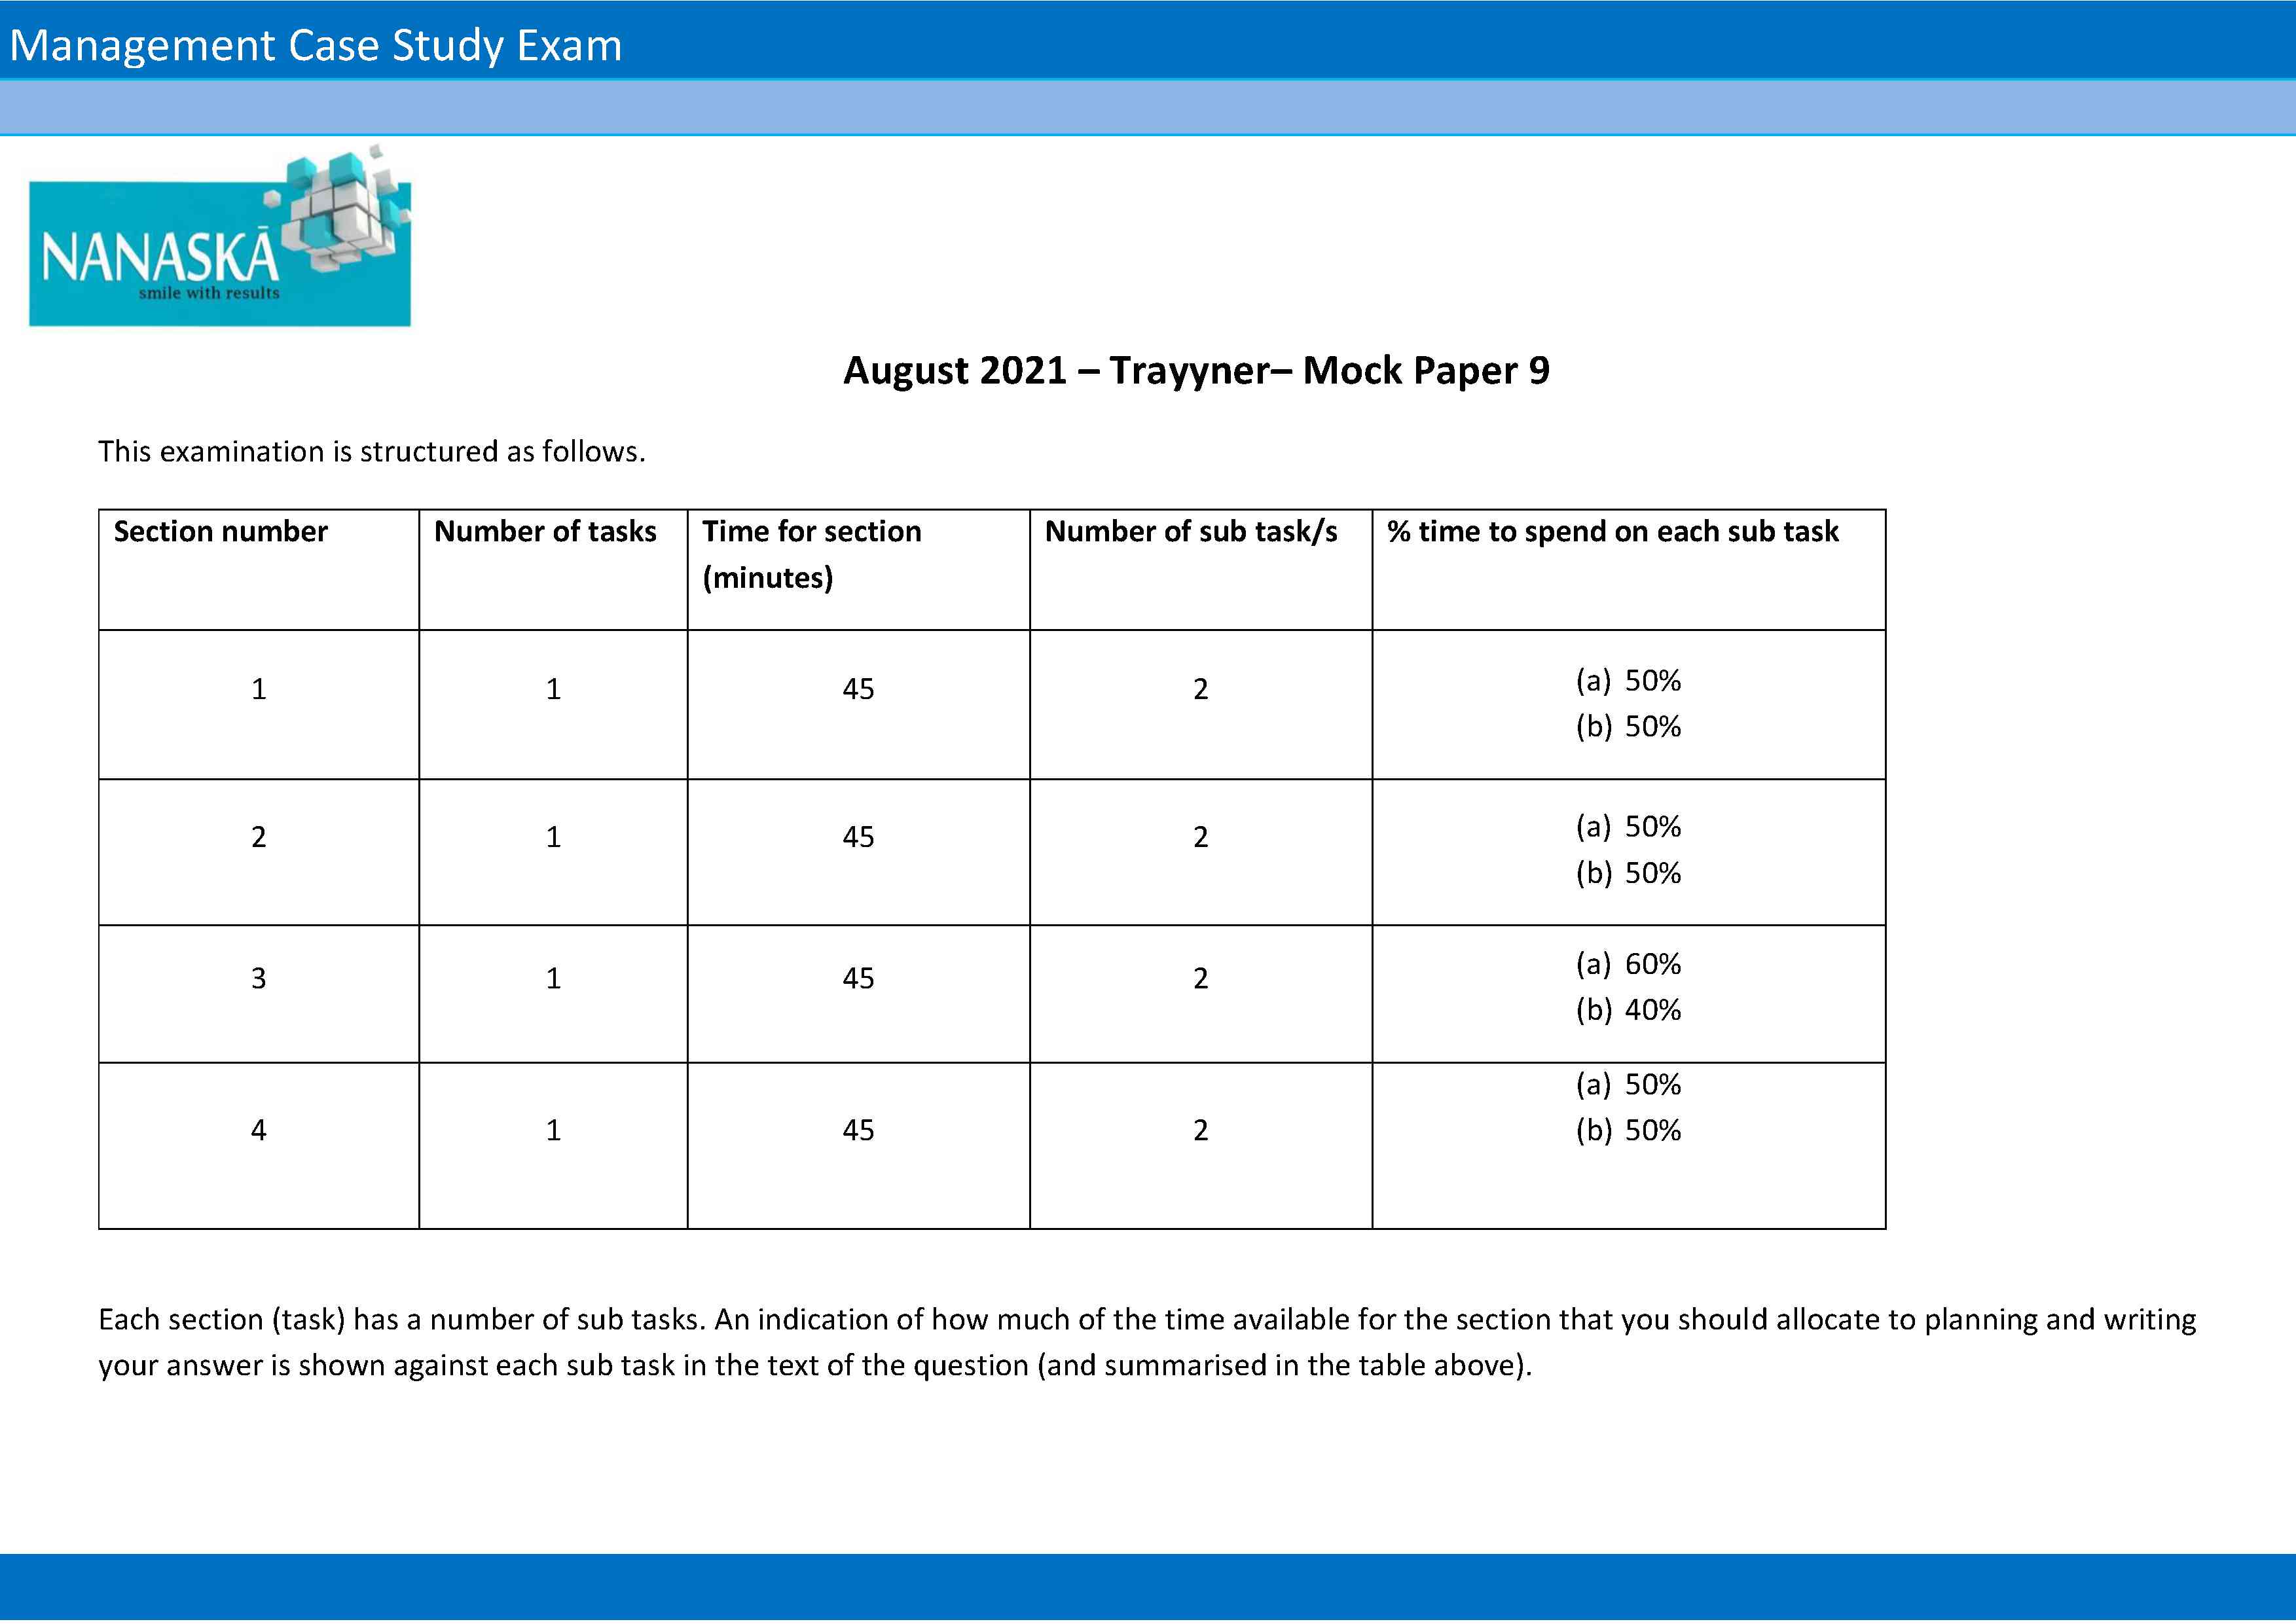 Management Case Study Exam
NANASKĀ
smile with results
August 2021 – Trayyner– Mock Paper 9
This examination is structured as follows.
Section number Number of tasks Time for section (minutes) Number of sub task/s % time to spend on each sub task
1 1 45 2 (a) 50%
(b) 50%
2 1 45 2 (a) 50%
(b) 50%
3 1 45 2 (a) 60%
(b) 40%
4 1 45 2 (a) 50%
(b) 50%
Each section (task) has a number of sub tasks. An indication of how much of the time available for the section that you should allocate to planning and writing
your answer is shown against each sub task in the text of the question (and summarised in the table above).